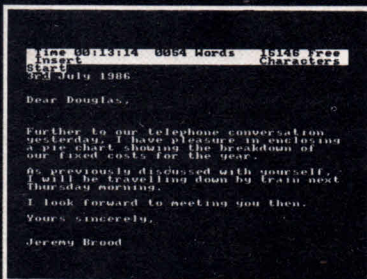 Time 00:13:14 0054 Words 15146 Free
Insert Characters
Start
3rd July 1986
Dear Douglas,
Further to our telephone conversation
yesterday, I have pleasure in enclosing
a pie chart showing the breakdown of
our fixed costs for the year.
As previously discussed with yourself,
I will be travelling down by train next
Thursday morning.
I look forward to meeting you then.
Yours sincerely,
Jeremy Brood